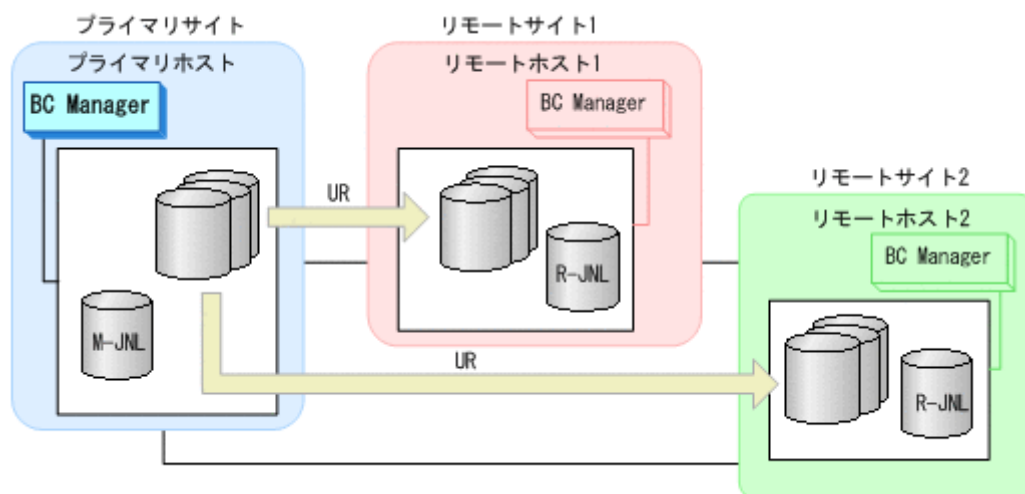 プライマリサイト
プライマリホスト
BC Manager
M-JNL
UR
リモートサイト1
リモートホスト1
BC Manager
R-JNL
UR
リモートサイト2
リモートホスト2
BC Manager
R-JNL